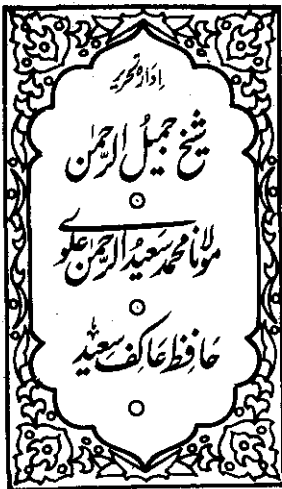 ادارۂ تحریر
شیخ جمیل الرحمٰن
مولانا محمد سعید الرحمٰن علوی
حافظ عاکف سعید